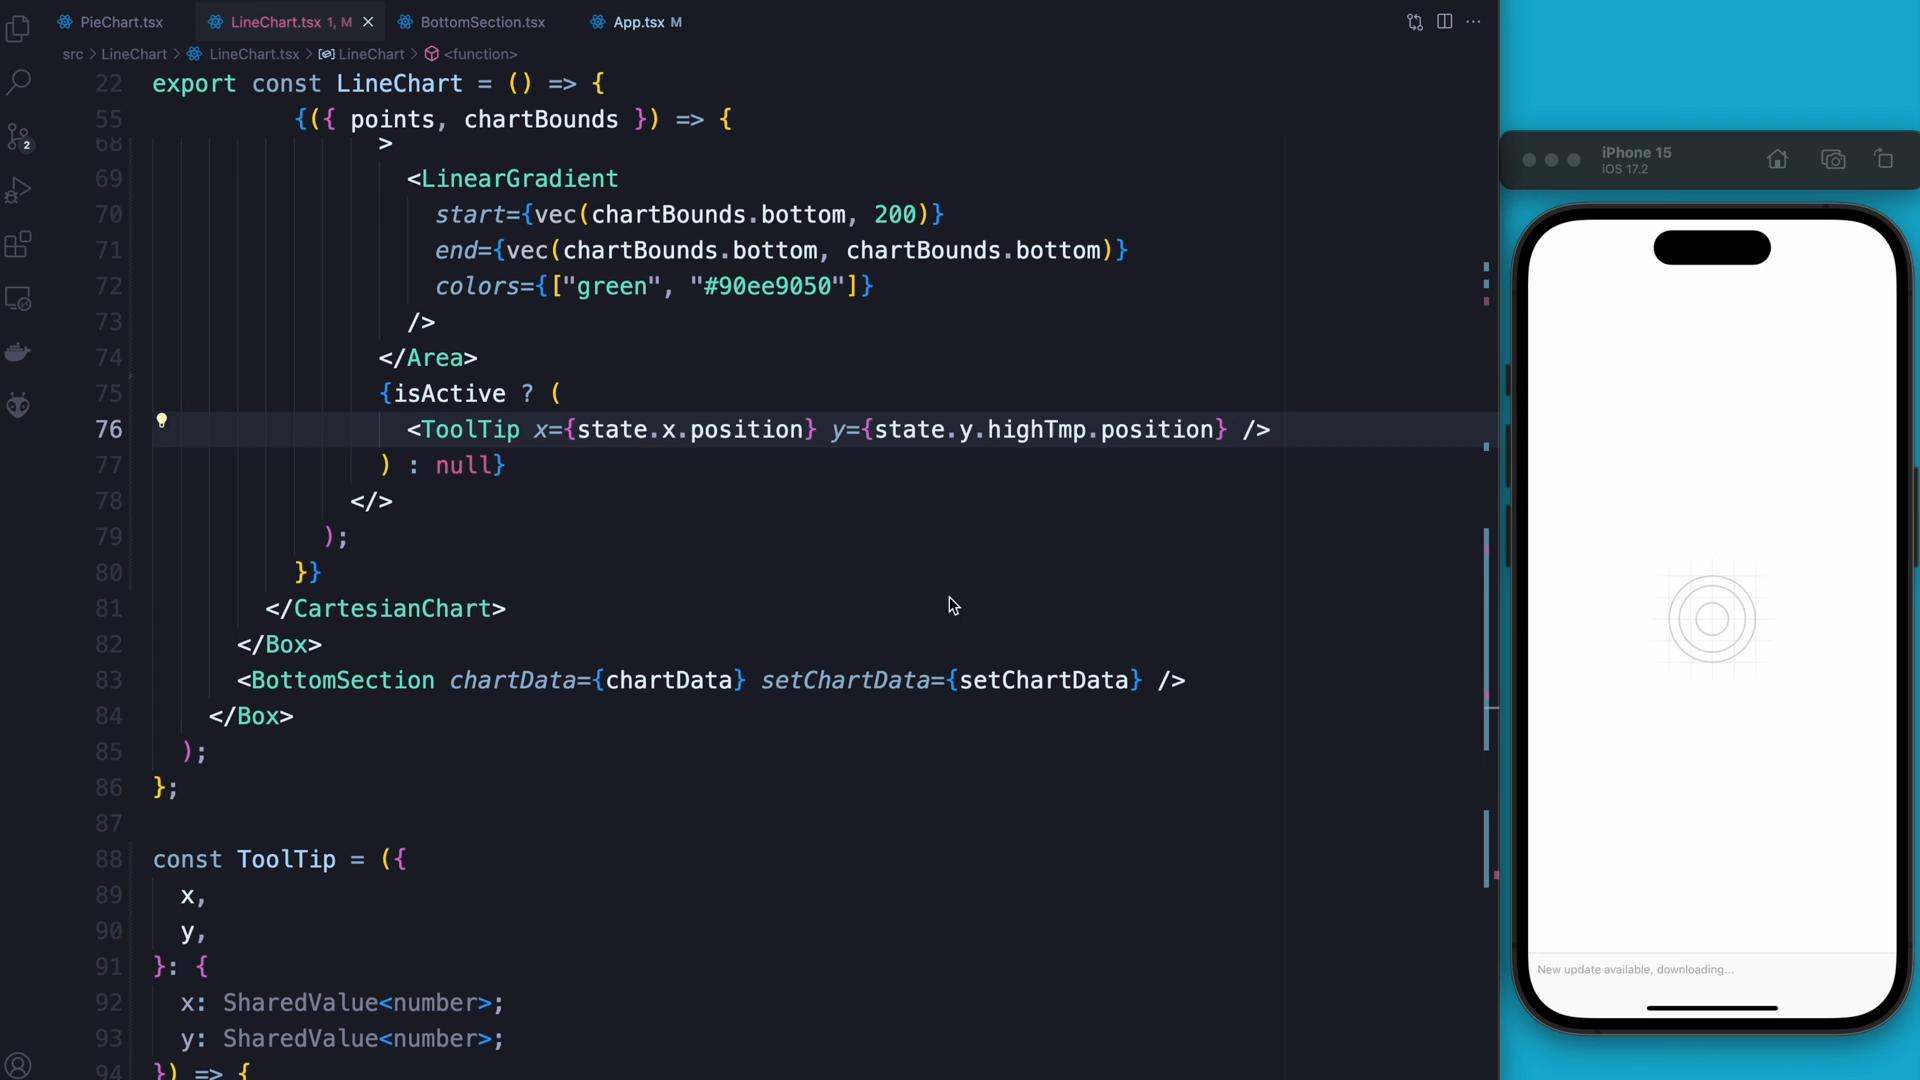 PieChart.tsx LineChart.tsx 1, M BottomSection.tsx App.tsx M
src > LineChart > LineChart.tsx > LineChart > <function>
22 export const LineChart = () => {
55 {({ points, chartBounds }) => {
68 >
69 <LinearGradient
70 start={vec(chartBounds.bottom, 200)}
71 end={vec(chartBounds.bottom, chartBounds.bottom)}
72 colors={["green", "#90ee9050"]}
73 />
74 </Area>
75 {isActive ? (
76 <ToolTip x={state.x.position} y={state.y.highTmp.position} />
77 ) : null}
78 </>
79 );
80 }}
81 </CartesianChart>
82 </Box>
83 <BottomSection chartData={chartData} setChartData={setChartData} />
84 </Box>
85 );
86 };
87
88 const ToolTip = ({
89 x,
90 y,
91 }: {
92 x: SharedValue<number>;
93 y: SharedValue<number>;
94 }) => {
2
iPhone 15
iOS 17.2
New update available, downloading...